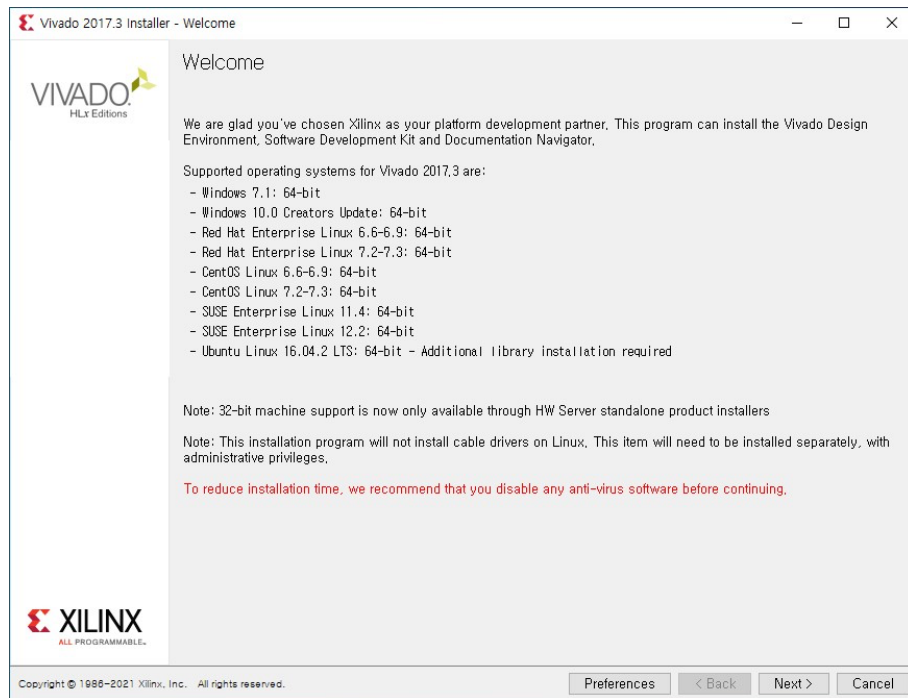 Vivado 2017.3 Installer - Welcome
VIVADO.
HLx Editions
Welcome
We are glad you've chosen Xilinx as your platform development partner. This program can install the Vivado Design
Environment, Software Development Kit and Documentation Navigator.
Supported operating systems for Vivado 2017.3 are:
- Windows 7.1: 64-bit
- Windows 10.0 Creators Update: 64-bit
- Red Hat Enterprise Linux 6.6-6.9: 64-bit
- Red Hat Enterprise Linux 7.2-7.3: 64-bit
- CentOS Linux 6.6-6.9: 64-bit
- CentOS Linux 7.2-7.3: 64-bit
- SUSE Enterprise Linux 11.4: 64-bit
- SUSE Enterprise Linux 12.2: 64-bit
- Ubuntu Linux 16.04.2 LTS: 64-bit - Additional library installation required
Note: 32-bit machine support is now only available through HW Server standalone product installers
Note: This installation program will not install cable drivers on Linux. This item will need to be installed separately, with
administrative privileges.
To reduce installation time, we recommend that you disable any anti-virus software before continuing.
XILINX
ALL PROGRAMMABLE.
Copyright © 1986-2021 Xilinx, Inc. All rights reserved.
Preferences < Back Next > Cancel